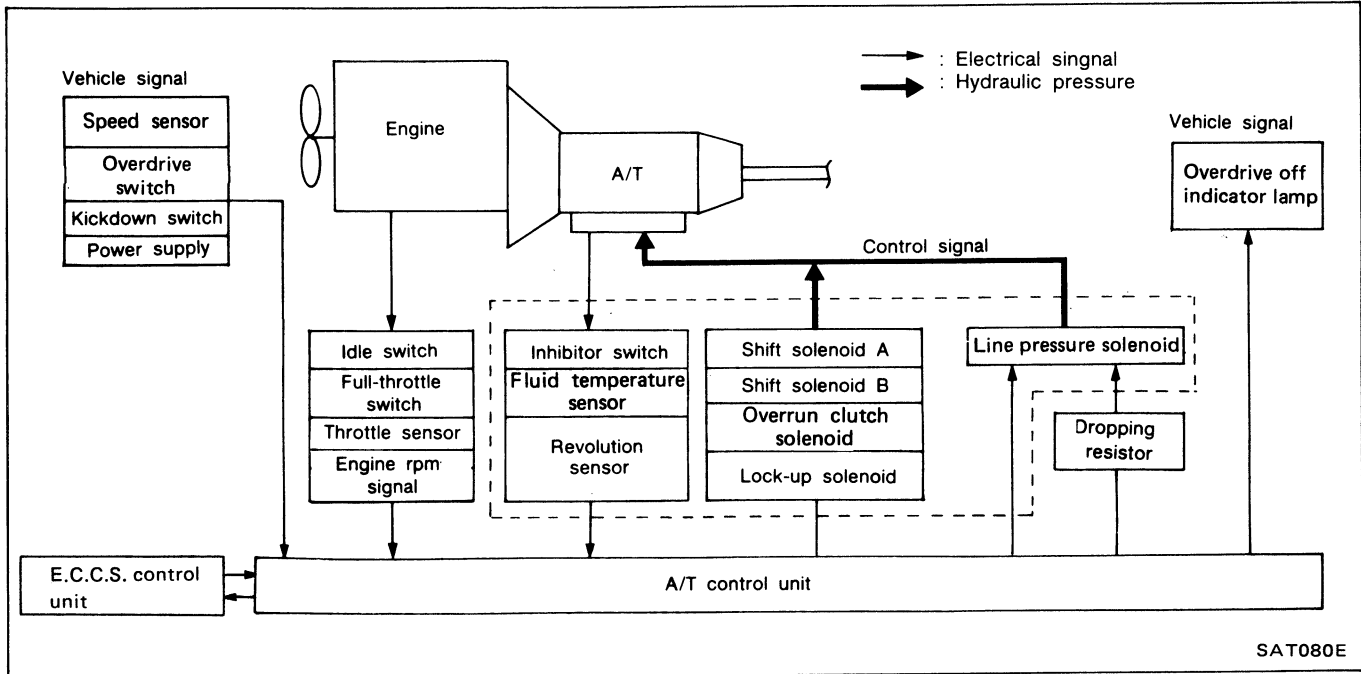 : Electrical singnal
: Hydraulic pressure
Vehicle signal
Speed sensor
Overdrive
switch
Kickdown switch
Power supply
Engine
A/T
Vehicle signal
Overdrive off
indicator lamp
Control signal
Idle switch
Full-throttle
switch
Throttle sensor
Engine rpm
signal
Inhibitor switch
Fluid temperature
sensor
Revolution
sensor
Shift solenoid A
Shift solenoid B
Overrun clutch
solenoid
Lock-up solenoid
Line pressure solenoid
Dropping
resistor
E.C.C.S. control
unit
A/T control unit
SAT080E